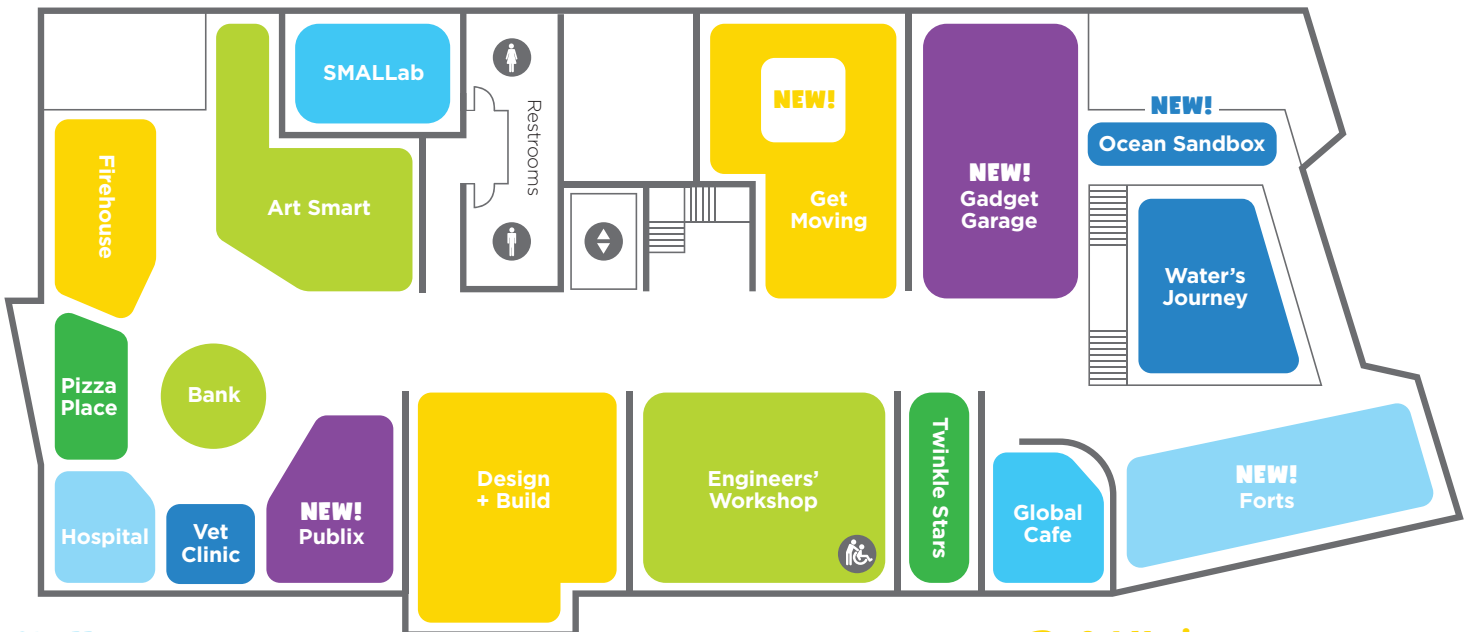 SMALLab
Restrooms
NEW!
Get
Moving
NEW!
Gadget
Garage
NEW!
Ocean Sandbox
Water's
Journey
Firehouse
Art Smart
Pizza
Place
Bank
Hospital
Vet
Clinic
NEW!
Publix
Design
+ Build
Engineers'
Workshop
Twinkle Stars
Global
Cafe
NEW!
Forts